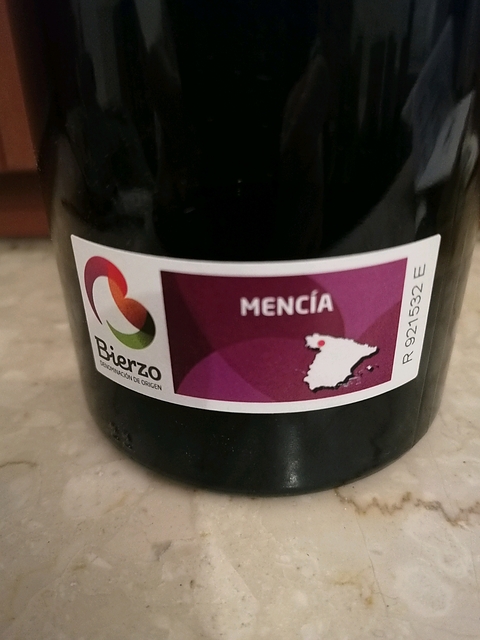 MENCÍA
Bierzo
DENOMINACIÓN DE ORIGEN
R 921532 E